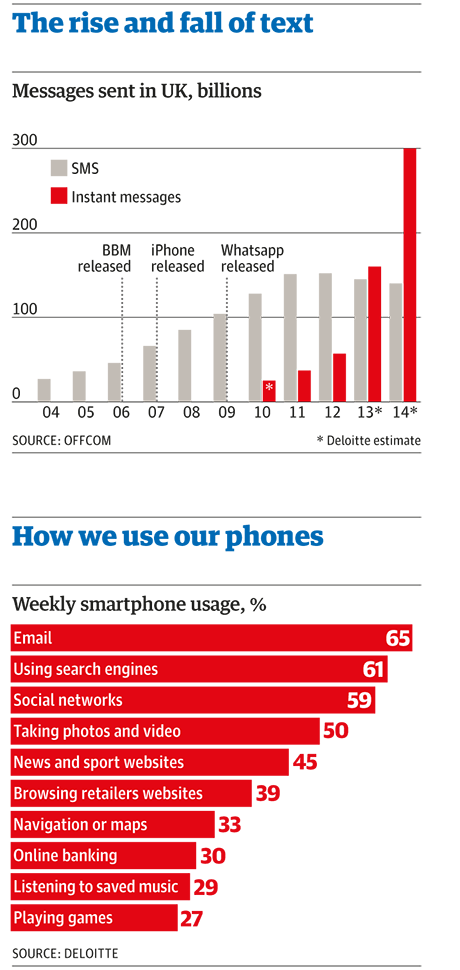 The rise and fall of text
Messages sent in UK, billions
300
SMS
Instant messages
200
BBM released
iPhone released
Whatsapp released
100
*
0
04 05 06 07 08 09 10 11 12 13* 14*
SOURCE: OFFCOM
* Deloitte estimate
How we use our phones
Weekly smartphone usage, %
Email 65
Using search engines 61
Social networks 59
Taking photos and video 50
News and sport websites 45
Browsing retailers websites 39
Navigation or maps 33
Online banking 30
Listening to saved music 29
Playing games 27
SOURCE: DELOITTE